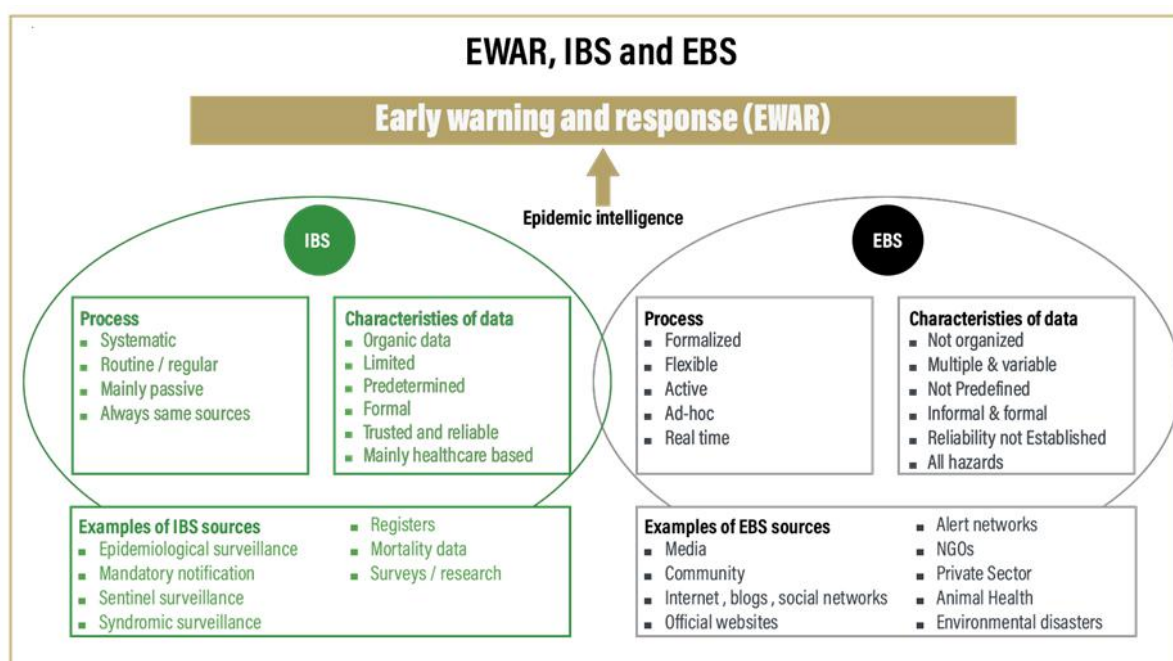 EWAR, IBS and EBS
Early warning and response (EWAR)
Epidemic intelligence
IBS
Process
Systematic
Routine / regular
Mainly passive
Always same sources
Characterities of data
Organic data
Limited
Predetermined
Formal
Trusted and reliable
Mainly healthcare based
Examples of IBS sources
Epidemiological surveillance
Mandatory notification
Sentinel surveillance
Syndromic surveillance
Registers
Mortality data
Surveys / research
EBS
Process
Formalized
Flexible
Active
Ad-hoc
Real time
Characterities of data
Not organized
Multiple & variable
Not Predefined
Informal & formal
Reliability not Established
All hazards
Examples of EBS sources
Media
Community
Internet , blogs , social networks
Official websites
Alert networks
NGOs
Private Sector
Animal Health
Environmental disasters